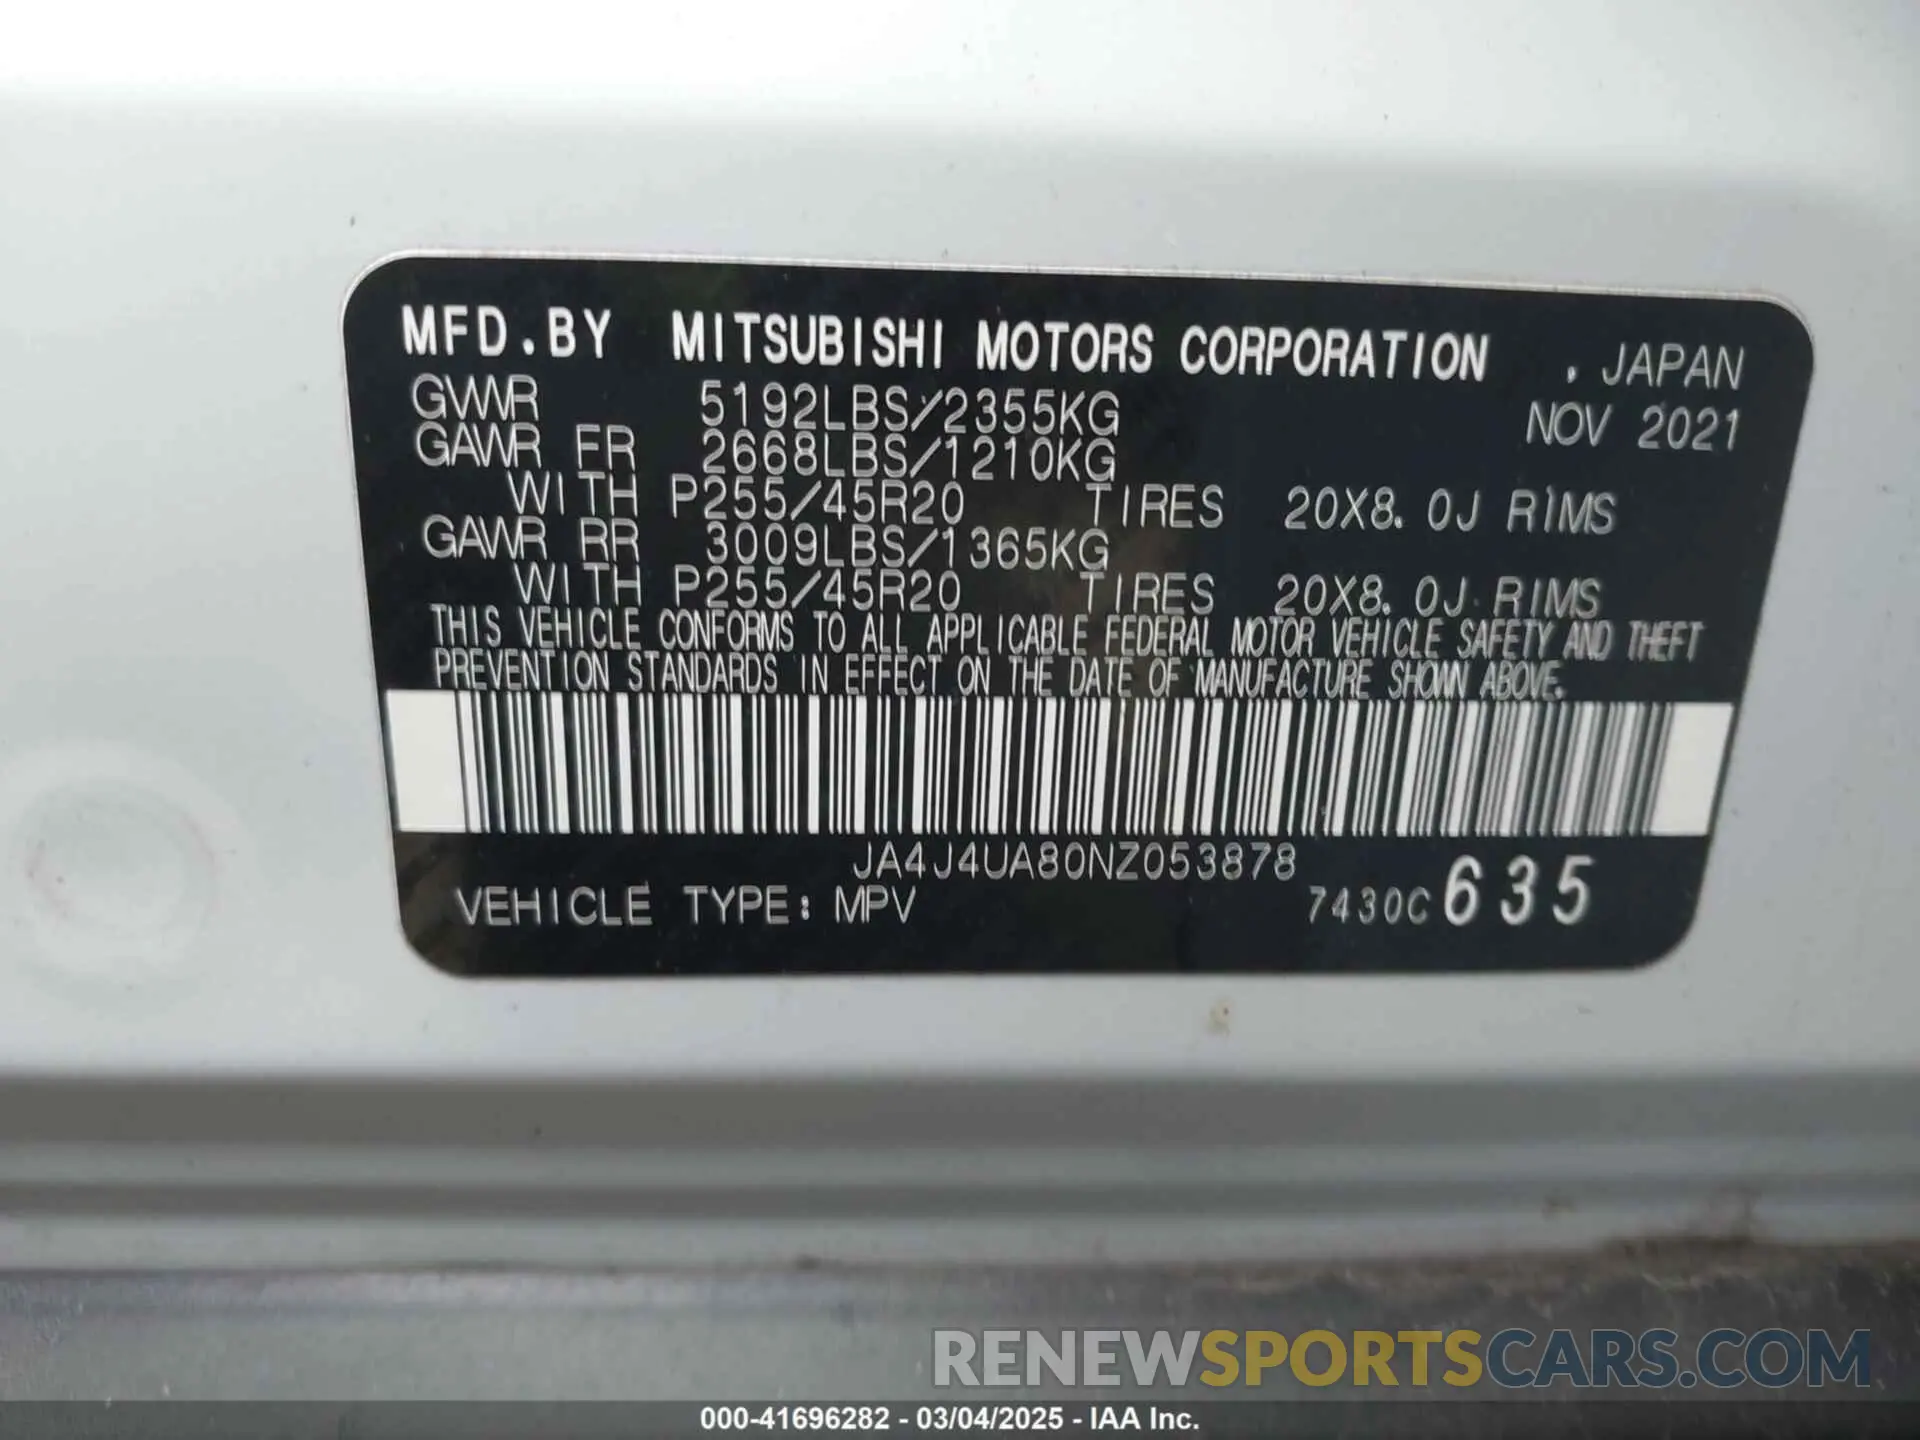 MFD.BY MITSUBISHI MOTORS CORPORATION , JAPAN
GVWR 5192LBS/2355KG NOV 2021
GAWR FR 2668LBS/1210KG
WITH P255/45R20 TIRES 20X8.0J RIMS
GAWR RR 3009LBS/1365KG
WITH P255/45R20 TIRES 20X8.0J RIMS
THIS VEHICLE CONFORMS TO ALL APPLICABLE FEDERAL MOTOR VEHICLE SAFETY AND THEFT
PREVENTION STANDARDS IN EFFECT ON THE DATE OF MANUFACTURE SHOWN ABOVE.
JA4J4UA80NZ053878
VEHICLE TYPE: MPV 7430C 635
RENEWSPORTSCARS.COM
000-41696282 - 03/04/2025 - IAA Inc.